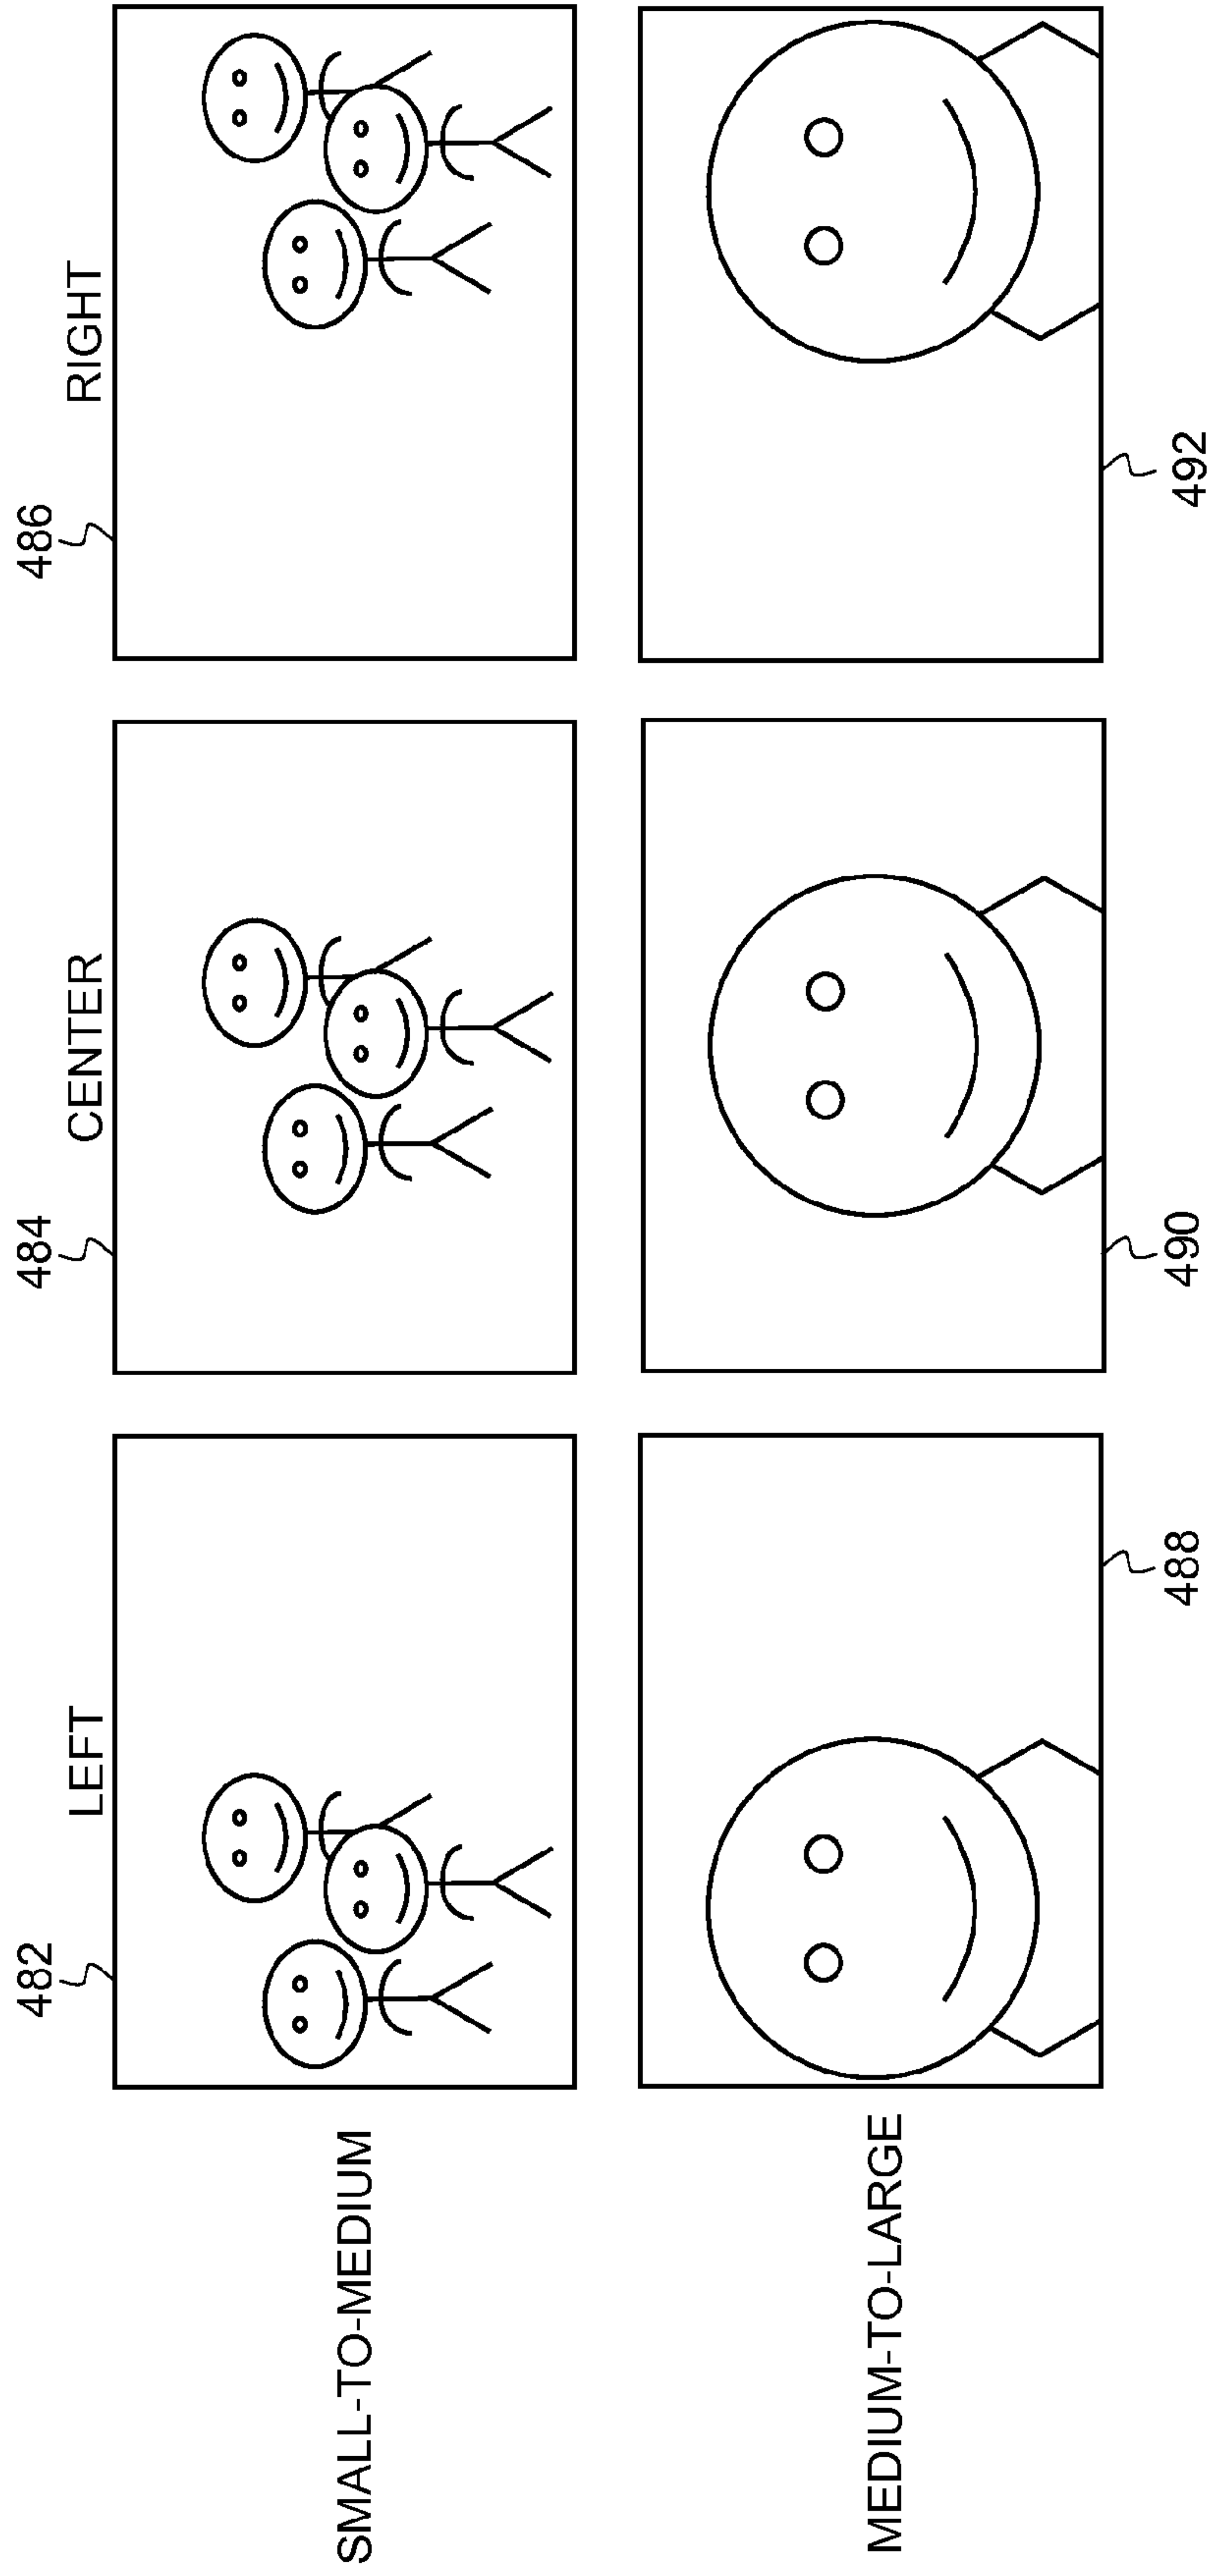 482
484
486
LEFT
CENTER
RIGHT
SMALL-TO-MEDIUM
MEDIUM-TO-LARGE
488
490
492